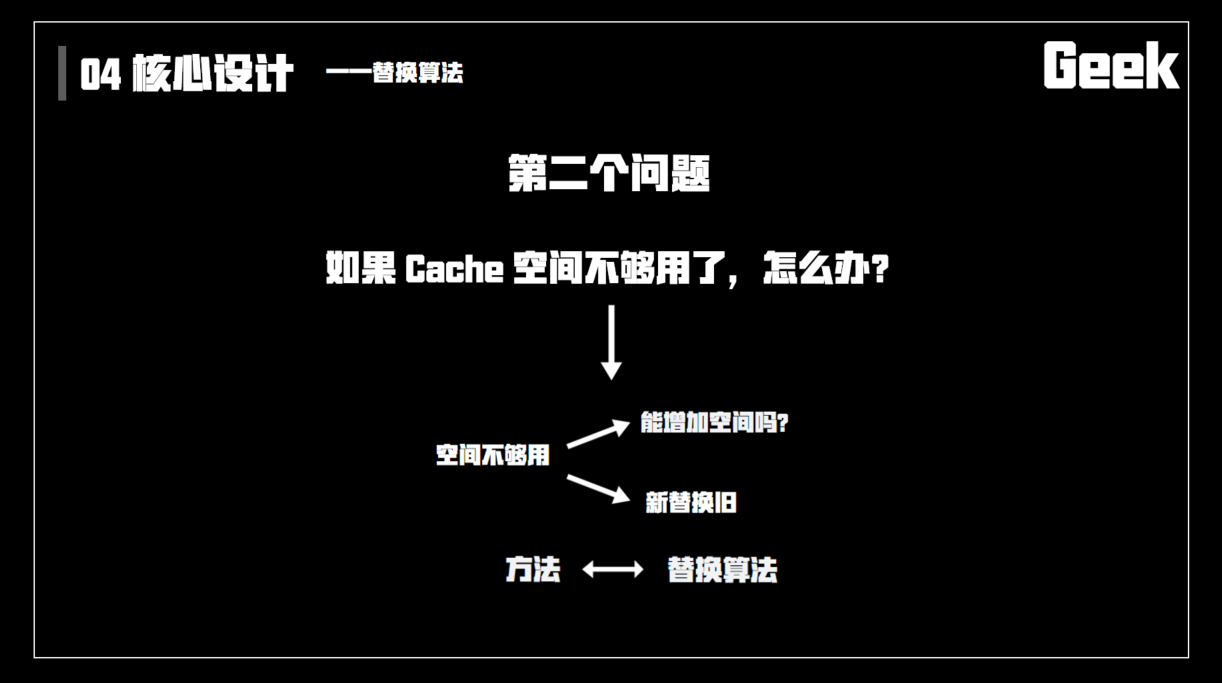 04 核心设计 ——替换算法
Geek
第二个问题
如果 Cache 空间不够用了，怎么办？
能增加空间吗？
空间不够用
新替换旧
方法 替换算法